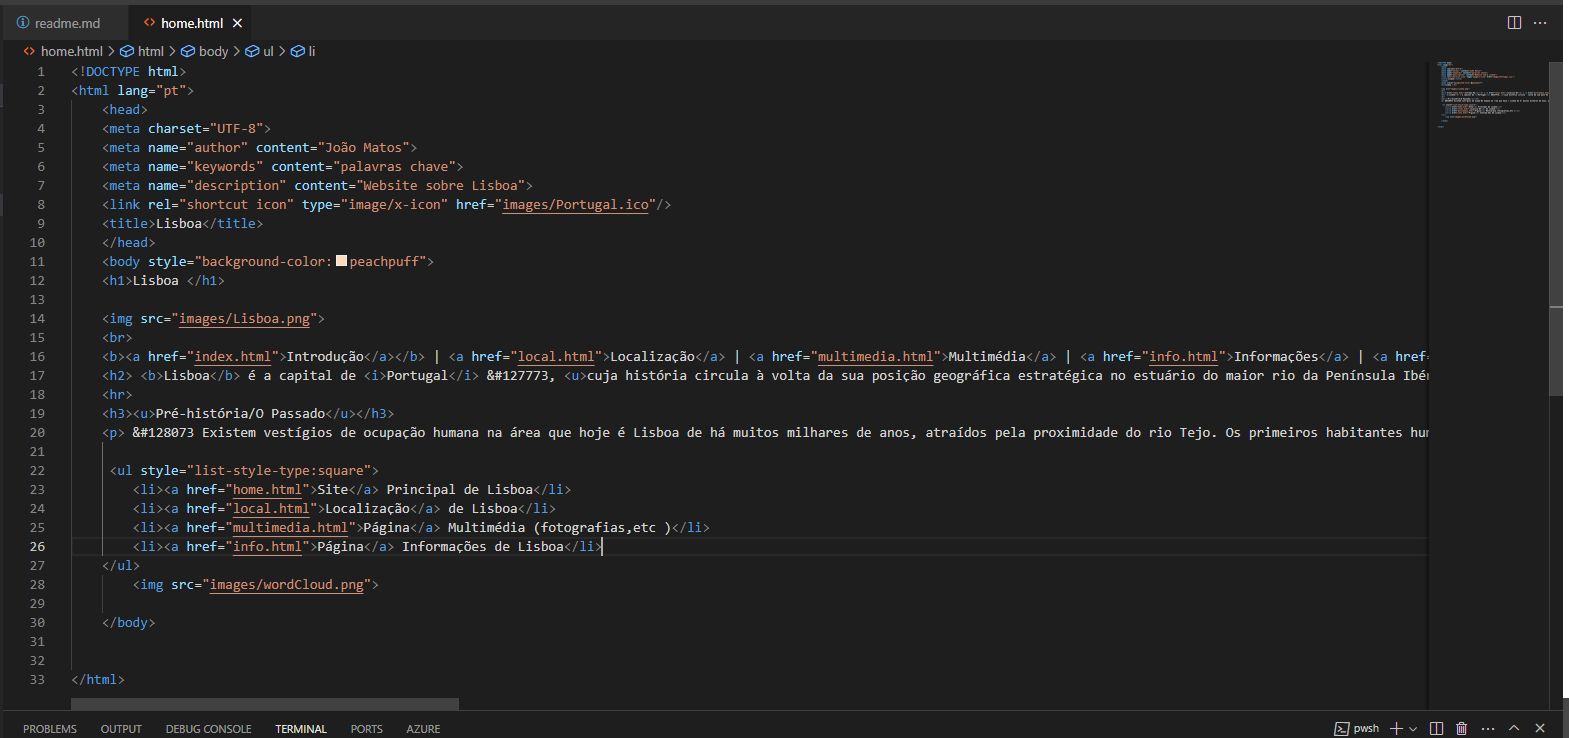 readme.md
home.html
home.html > html > body > ul > li
1 <!DOCTYPE html>
2 <html lang="pt">
3 <head>
4 <meta charset="UTF-8">
5 <meta name="author" content="João Matos">
6 <meta name="keywords" content="palavras chave">
7 <meta name="description" content="Website sobre Lisboa">
8 <link rel="shortcut icon" type="image/x-icon" href="images/Portugal.ico"/>
9 <title>Lisboa</title>
10 </head>
11 <body style="background-color: peachpuff">
12 <h1>Lisboa </h1>
13
14 <img src="images/Lisboa.png">
15 <br>
16 <b><a href="index.html">Introdução</a></b> | <a href="local.html">Localização</a> | <a href="multimedia.html">Multimédia</a> | <a href="info.html">Informações</a> | <a href=
17 <h2> <b>Lisboa</b> é a capital de <i>Portugal</i> &#127773, <u>cuja história circula à volta da sua posição geográfica estratégica no estuário do maior rio da Península Ibér
18 <hr>
19 <h3><u>Pré-história/O Passado</u></h3>
20 <p> &#128073 Existem vestígios de ocupação humana na área que hoje é Lisboa de há muitos milhares de anos, atraídos pela proximidade do rio Tejo. Os primeiros habitantes hum
21
22 <ul style="list-style-type:square">
23 <li><a href="home.html">Site</a> Principal de Lisboa</li>
24 <li><a href="local.html">Localização</a> de Lisboa</li>
25 <li><a href="multimedia.html">Página</a> Multimédia (fotografias,etc )</li>
26 <li><a href="info.html">Página</a> Informações de Lisboa</li>
27 </ul>
28 <img src="images/wordCloud.png">
29
30 </body>
31
32
33 </html>
PROBLEMS OUTPUT DEBUG CONSOLE TERMINAL PORTS AZURE pwsh